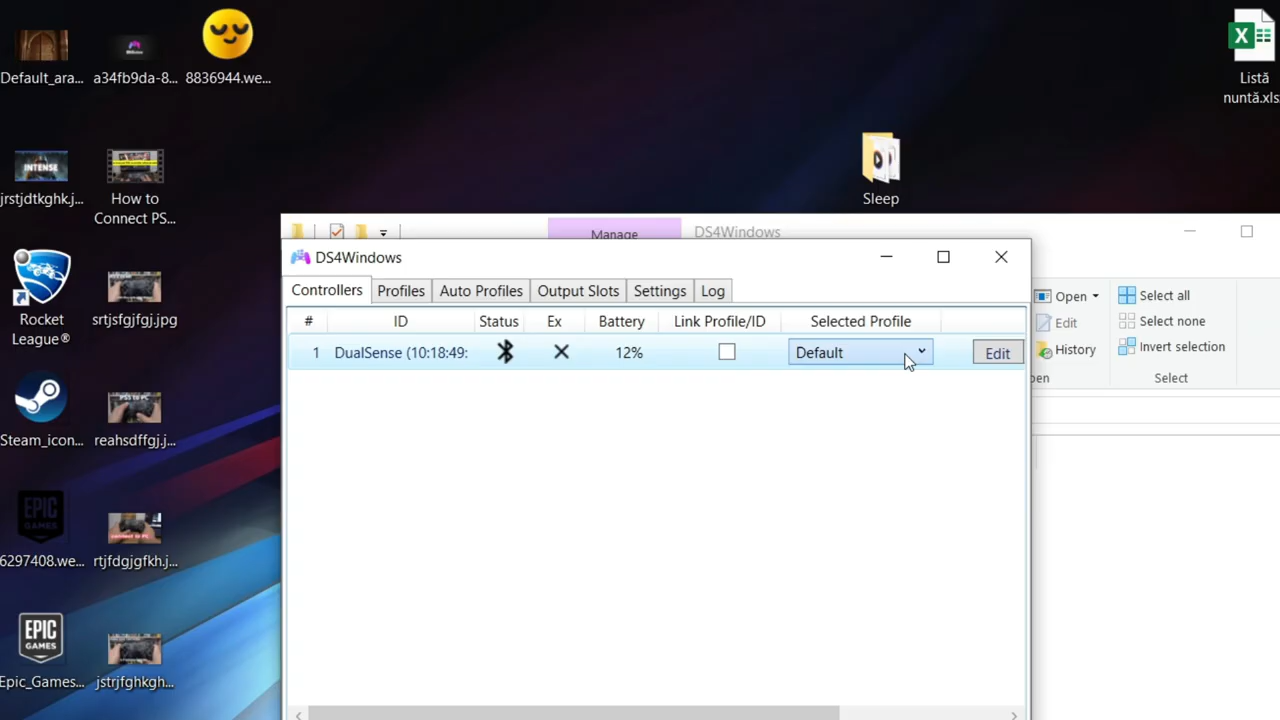 Default_ara...
a34fb9da-8...
8836944.we...
Listă
nuntă.xls
INTENSE
jrstjdtkghk.j...
How to
Connect PS...
Sleep
Rocket
League®
srtjsfgjfgj.jpg
Steam_icon...
reahsdffgj.j...
EPIC
GAMES
6297408.we...
rtjfdgjgfkh.j...
EPIC
GAMES
Epic_Games...
jstrjfghkgh...
Manage
DS4Windows
Open
Edit
History
Select all
Select none
Invert selection
Select
DS4Windows
Controllers
Profiles
Auto Profiles
Output Slots
Settings
Log
#
ID
Status
Ex
Battery
Link Profile/ID
Selected Profile
1
DualSense (10:18:49:
12%
Default
Edit